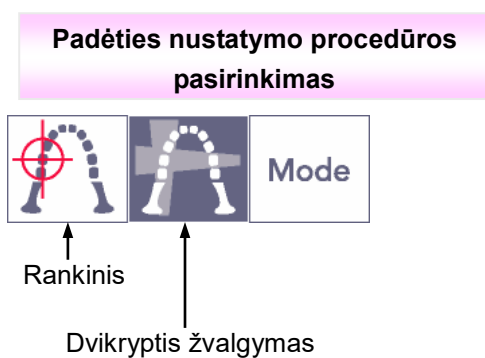 Padėties nustatymo procedūros
pasirinkimas
Mode
Rankinis
Dvikryptis žvalgymas